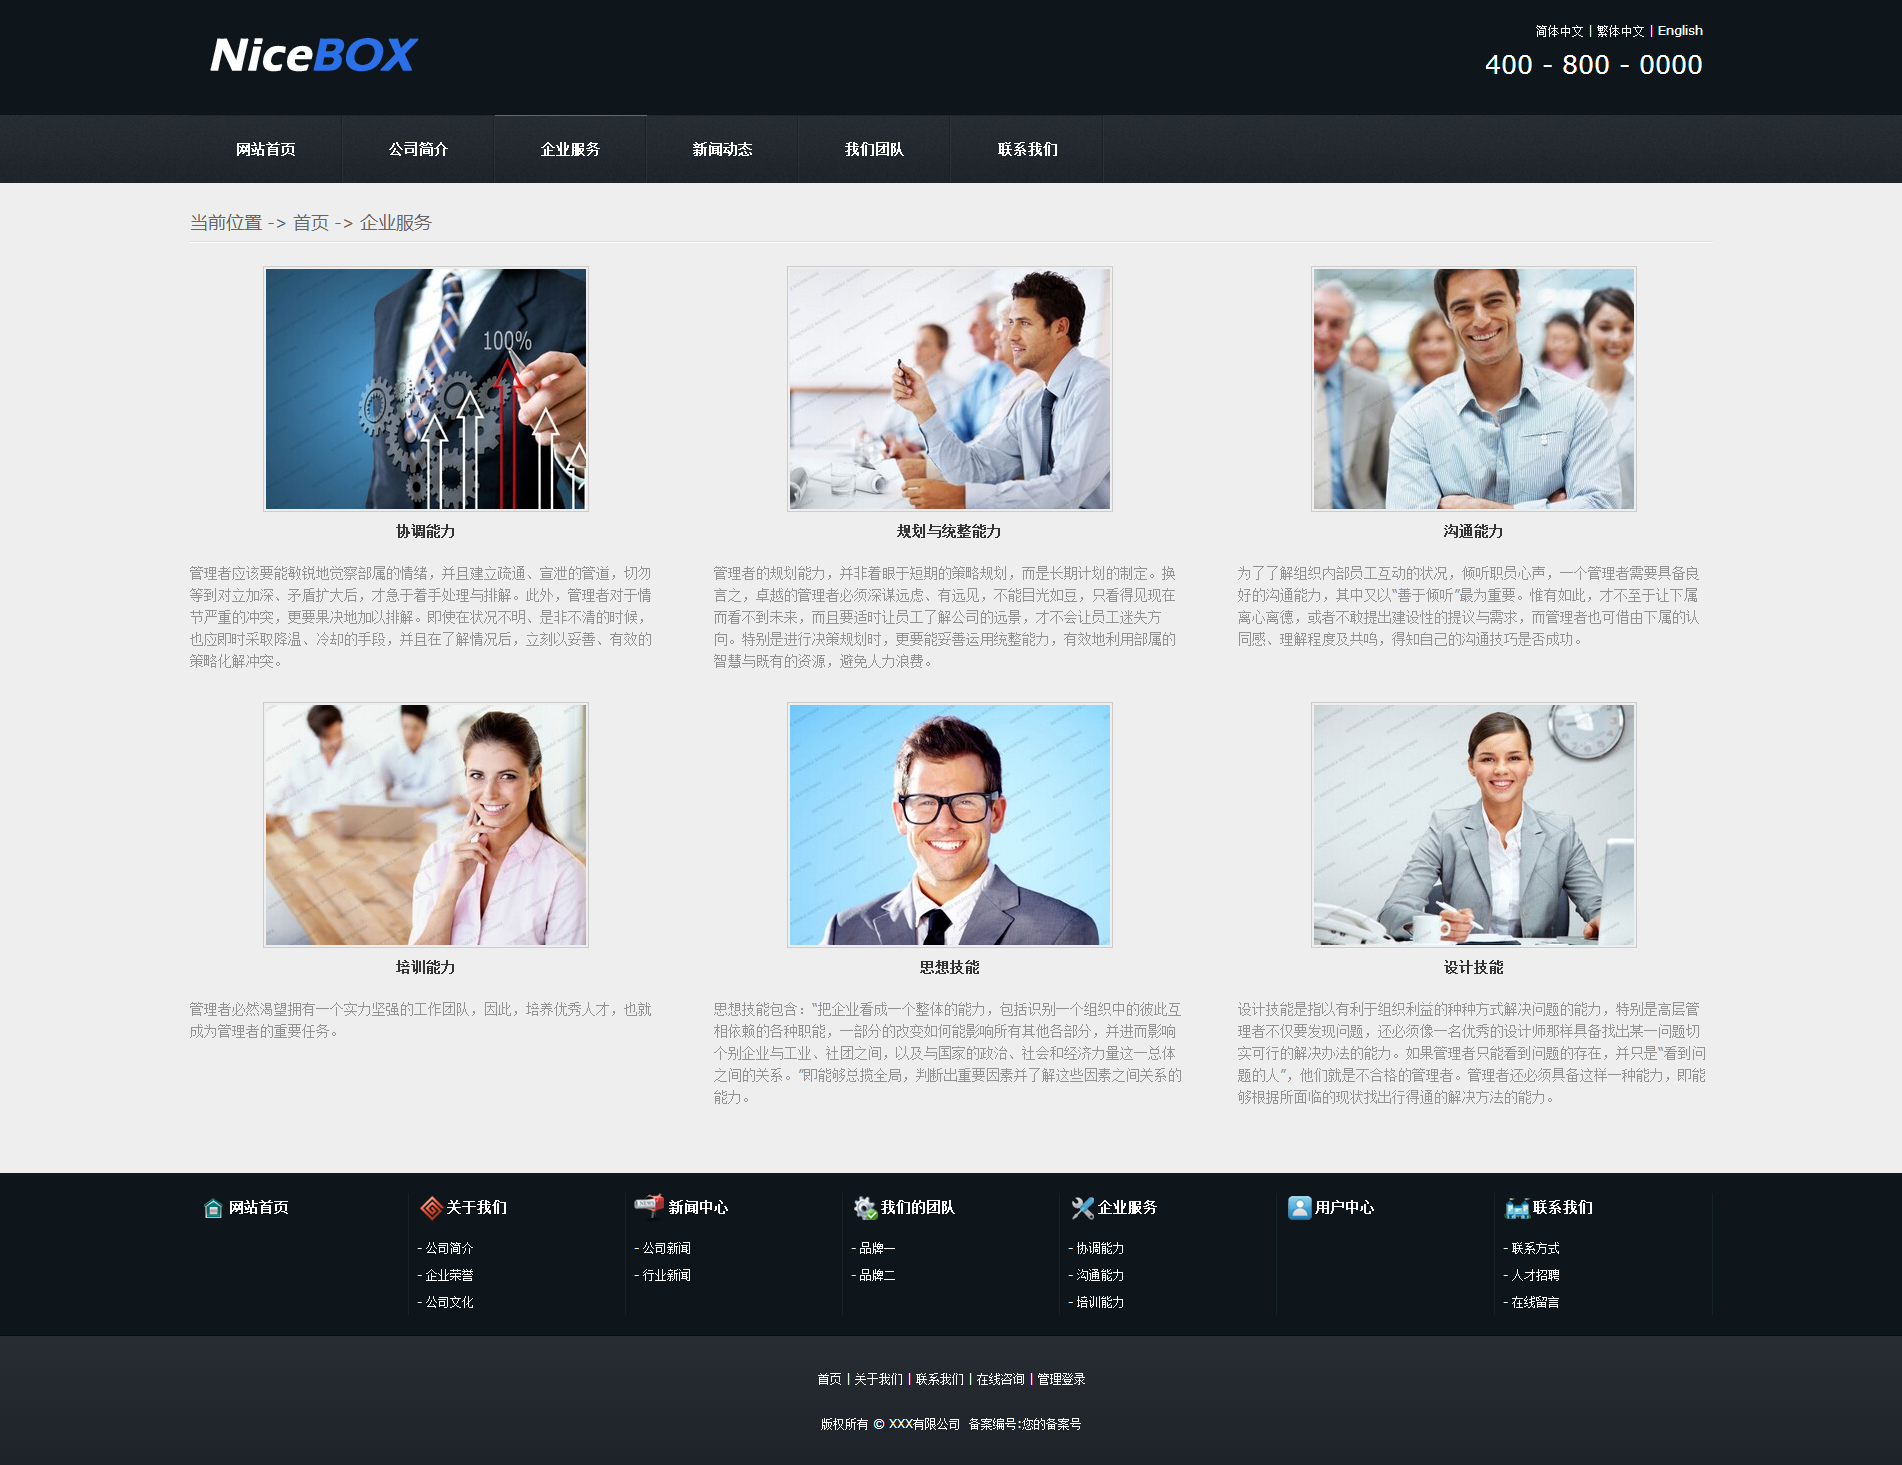 NiceBOX
简体中文 | 繁体中文 | English
400 - 800 - 0000
网站首页 公司简介 企业服务 新闻动态 我们团队 联系我们
当前位置 -> 首页 -> 企业服务
100%
协调能力
管理者应该要能敏锐地觉察部属的情绪，并且建立疏通、宣泄的管道，切勿
等到对立加深、矛盾扩大后，才急于着手处理与排解。此外，管理者对于情
节严重的冲突，更要果决地加以排解。即使在状况不明、是非不清的时候，
也应即时采取降温、冷却的手段，并且在了解情况后，立刻以妥善、有效的
策略化解冲突。
规划与统整能力
管理者的规划能力，并非着眼于短期的策略规划，而是长期计划的制定。换
言之，卓越的管理者必须深谋远虑、有远见，不能目光如豆，只看得见现在
而看不到未来，而且要适时让员工了解公司的远景，才不会让员工迷失方
向。特别是进行决策规划时，更要能妥善运用统整能力，有效地利用部属的
智慧与既有的资源，避免人力浪费。
沟通能力
为了了解组织内部员工互动的状况，倾听职员心声，一个管理者需要具备良
好的沟通能力，其中又以“善于倾听”最为重要。惟有如此，才不至于让下属
离心离德，或者不敢提出建设性的提议与需求，而管理者也可借由下属的认
同感、理解程度及共鸣，得知自己的沟通技巧是否成功。
培训能力
管理者必然渴望拥有一个实力坚强的工作团队，因此，培养优秀人才，也就
成为管理者的重要任务。
思想技能
思想技能包含：“把企业看成一个整体的能力，包括识别一个组织中的彼此互
相依赖的各种职能，一部分的改变如何能影响所有其他各部分，并进而影响
个别企业与工业、社团之间，以及与国家的政治、社会和经济力量这一总体
之间的关系。”即能够总揽全局，判断出重要因素并了解这些因素之间关系的
能力。
设计技能
设计技能是指以有利于组织利益的种种方式解决问题的能力，特别是高层管
理者不仅要发现问题，还必须像一名优秀的设计师那样具备找出某一问题切
实可行的解决办法的能力。如果管理者只能看到问题的存在，并只是“看到问
题的人”，他们就是不合格的管理者。管理者还必须具备这样一种能力，即能
够根据所面临的现状找出行得通的解决方法的能力。
网站首页
关于我们
- 公司简介
- 企业荣誉
- 公司文化
新闻中心
- 公司新闻
- 行业新闻
我们的团队
- 品牌一
- 品牌二
企业服务
- 协调能力
- 沟通能力
- 培训能力
用户中心
联系我们
- 联系方式
- 人才招聘
- 在线留言
首页 | 关于我们 | 联系我们 | 在线咨询 | 管理登录
版权所有 © XXX有限公司 备案编号:您的备案号